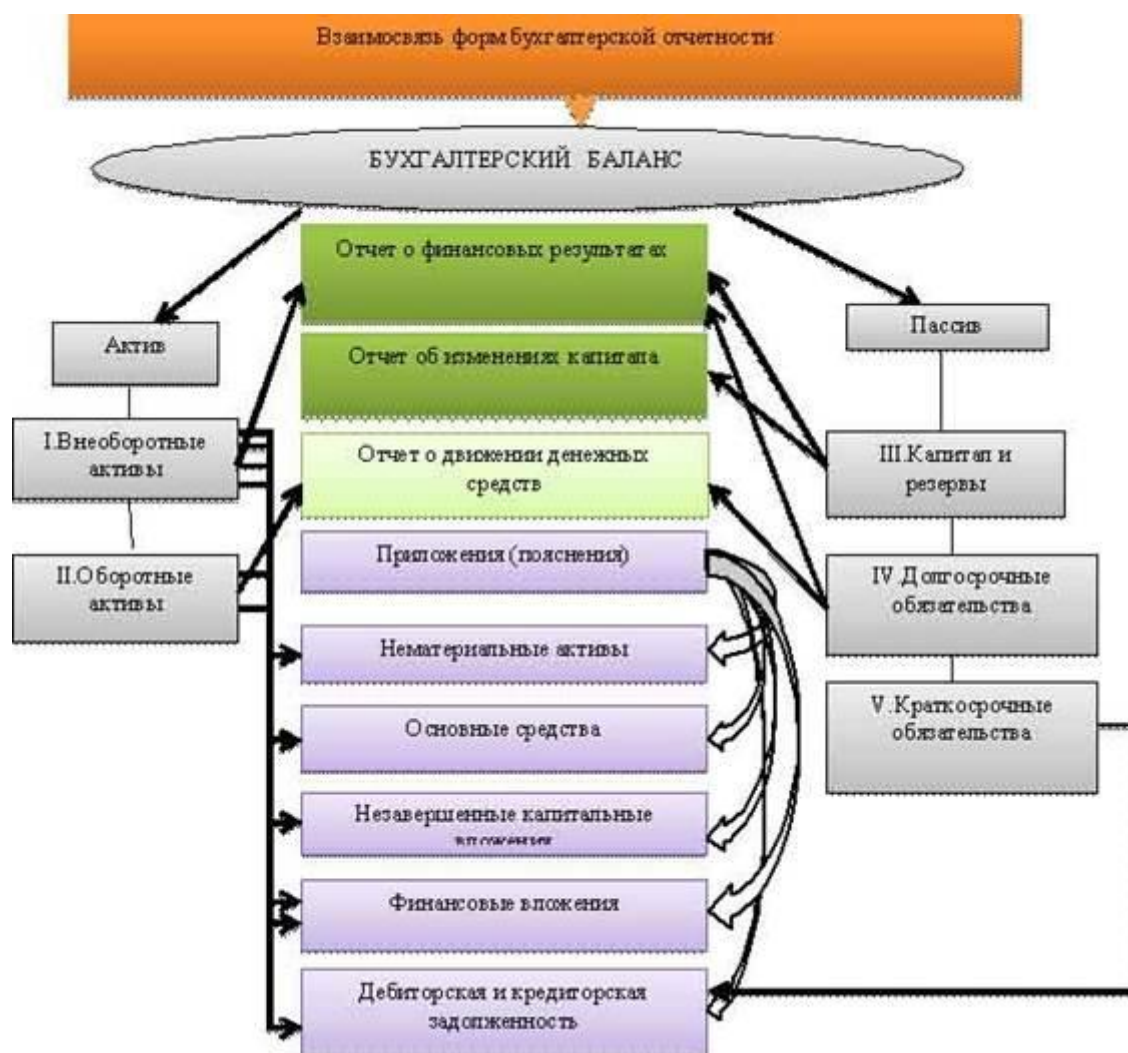 Взаимосвязь форм бухгалтерской отчетности
БУХГАЛТЕРСКИЙ БАЛАНС
Отчет о финансовых результатах
Актив
Пассив
Отчет об изменениях капитала
I.Внеоборотные
активы
Отчет о движении денежных
средств
III.Капитал и
резервы
Приложения (пояснения)
II.Оборотные
активы
IV.Долгосрочные
обязательства
Нематериальные активы
Основные средства
V.Краткосрочные
обязательства
Незавершенные капитальные
вложения
Финансовые вложения
Дебиторская и кредиторская
задолженность